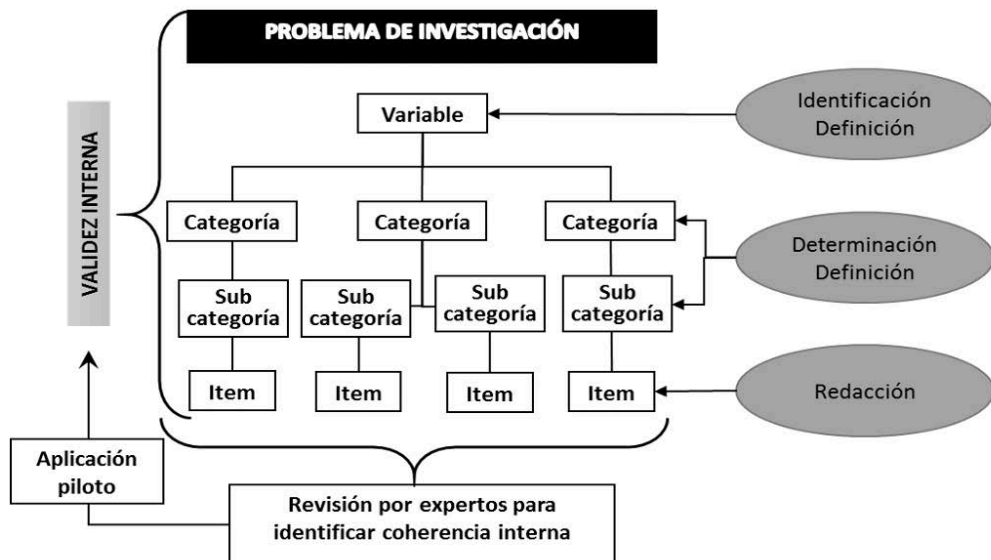 PROBLEMA DE INVESTIGACIÓN
VALIDEZ INTERNA
Variable
Identificación
Definición
Categoría
Categoría
Categoría
Determinación
Definición
Sub
categoría
Sub
categoría
Sub
categoría
Sub
categoría
Item
Item
Item
Item
Redacción
Aplicación
piloto
Revisión por expertos para
identificar coherencia interna